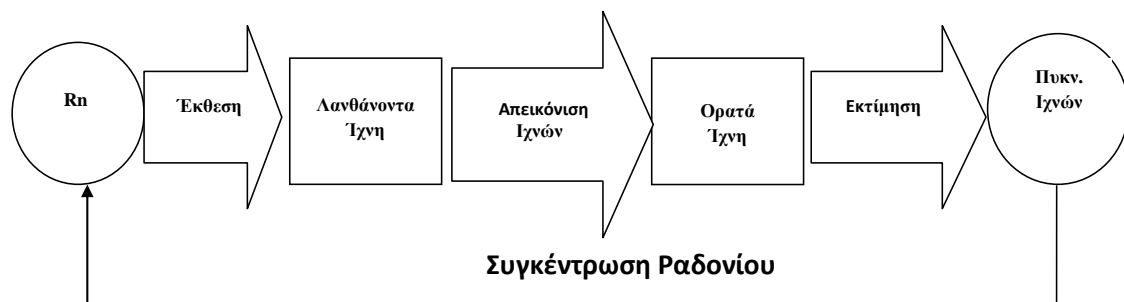 Rn
Έκθεση
Λανθάνοντα
Ίχνη
Απεικόνιση
Ιχνών
Ορατά
Ίχνη
Εκτίμηση
Πυκν.
Ιχνών
Συγκέντρωση Ραδονίου